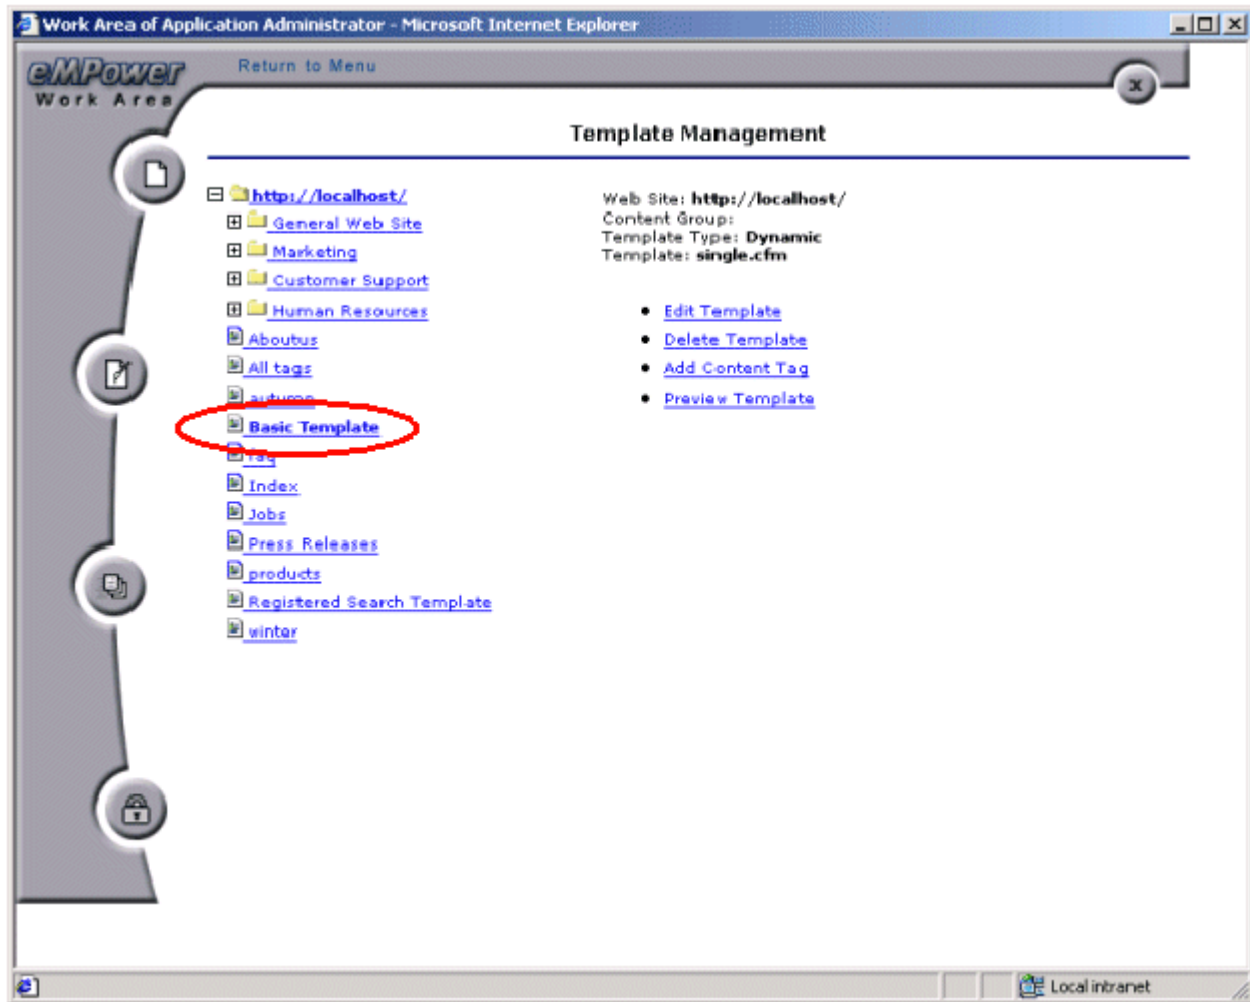 Work Area of Application Administrator - Microsoft Internet Explorer
eMPower
Work Area
Return to Menu
x
Template Management
http://localhost/
General Web Site
Marketing
Customer Support
Human Resources
Aboutus
All tags
autumn
Basic Template
faq
Index
Jobs
Press Releases
products
Registered Search Template
winter
Web Site: http://localhost/
Content Group:
Template Type: Dynamic
Template: single.cfm
• Edit Template
• Delete Template
• Add Content Tag
• Preview Template
Local intranet